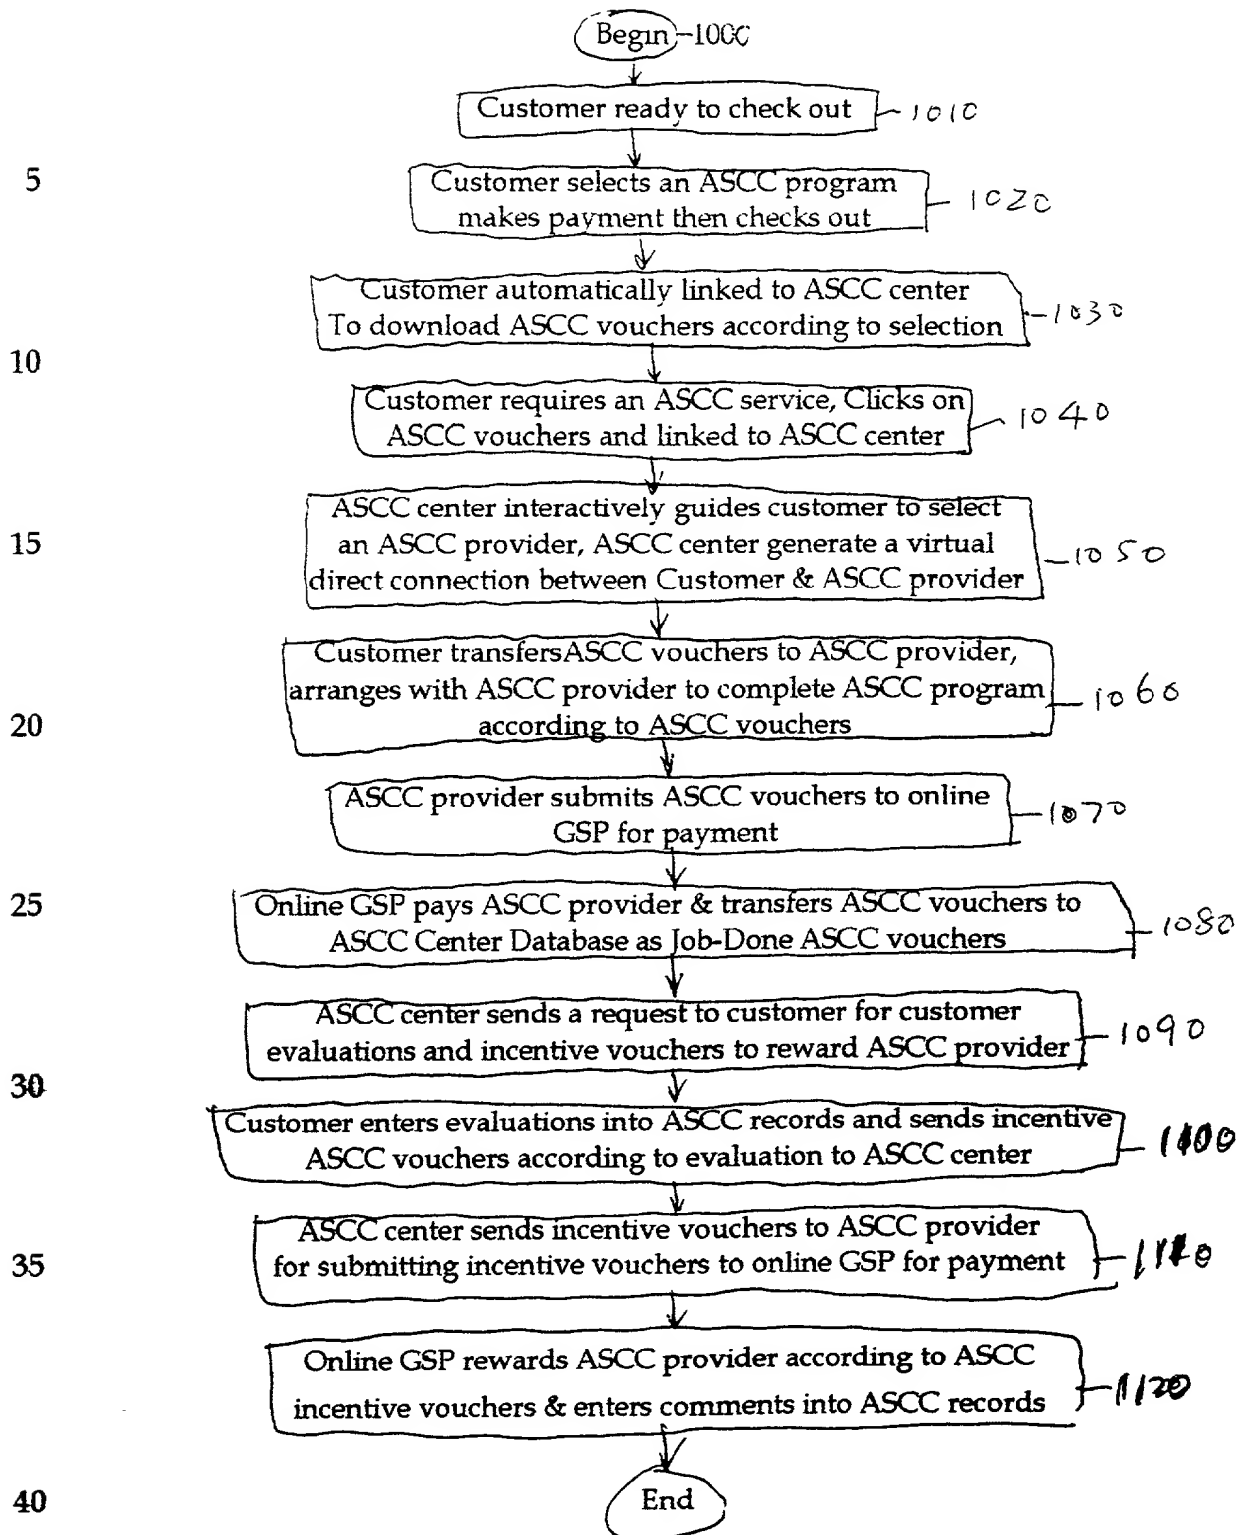 Begin 1000
Customer ready to check out 1010
5
Customer selects an ASCC program
makes payment then checks out 1020
Customer automatically linked to ASCC center
To download ASCC vouchers according to selection 1030
10
Customer requires an ASCC service, Clicks on
ASCC vouchers and linked to ASCC center 1040
ASCC center interactively guides customer to select
15
an ASCC provider, ASCC center generate a virtual
direct connection between Customer & ASCC provider 1050
Customer transfersASCC vouchers to ASCC provider,
arranges with ASCC provider to complete ASCC program 1060
20
according to ASCC vouchers
ASCC provider submits ASCC vouchers to online
GSP for payment 1070
25
Online GSP pays ASCC provider & transfers ASCC vouchers to
ASCC Center Database as Job-Done ASCC vouchers 1080
ASCC center sends a request to customer for customer
evaluations and incentive vouchers to reward ASCC provider 1090
30
Customer enters evaluations into ASCC records and sends incentive
ASCC vouchers according to evaluation to ASCC center 1100
ASCC center sends incentive vouchers to ASCC provider
35
for submitting incentive vouchers to online GSP for payment 1110
Online GSP rewards ASCC provider according to ASCC
incentive vouchers & enters comments into ASCC records 1120
40
End